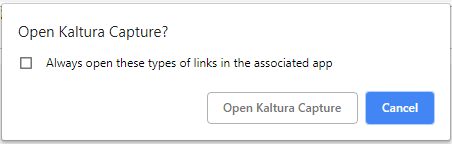 Open Kaltura Capture?
Always open these types of links in the associated app
Open Kaltura Capture Cancel